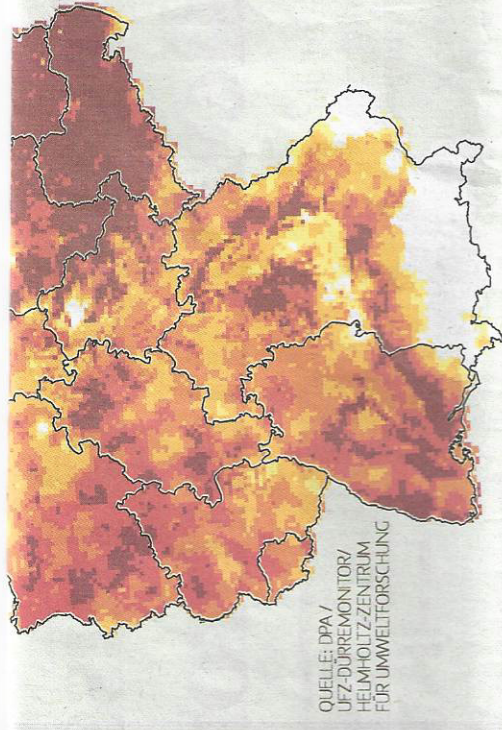 QUELLE: DPA /
UFZ-DÜRREMONITOR/
HELMHOLTZ-ZENTRUM
FÜR UMWELTFORSCHUNG